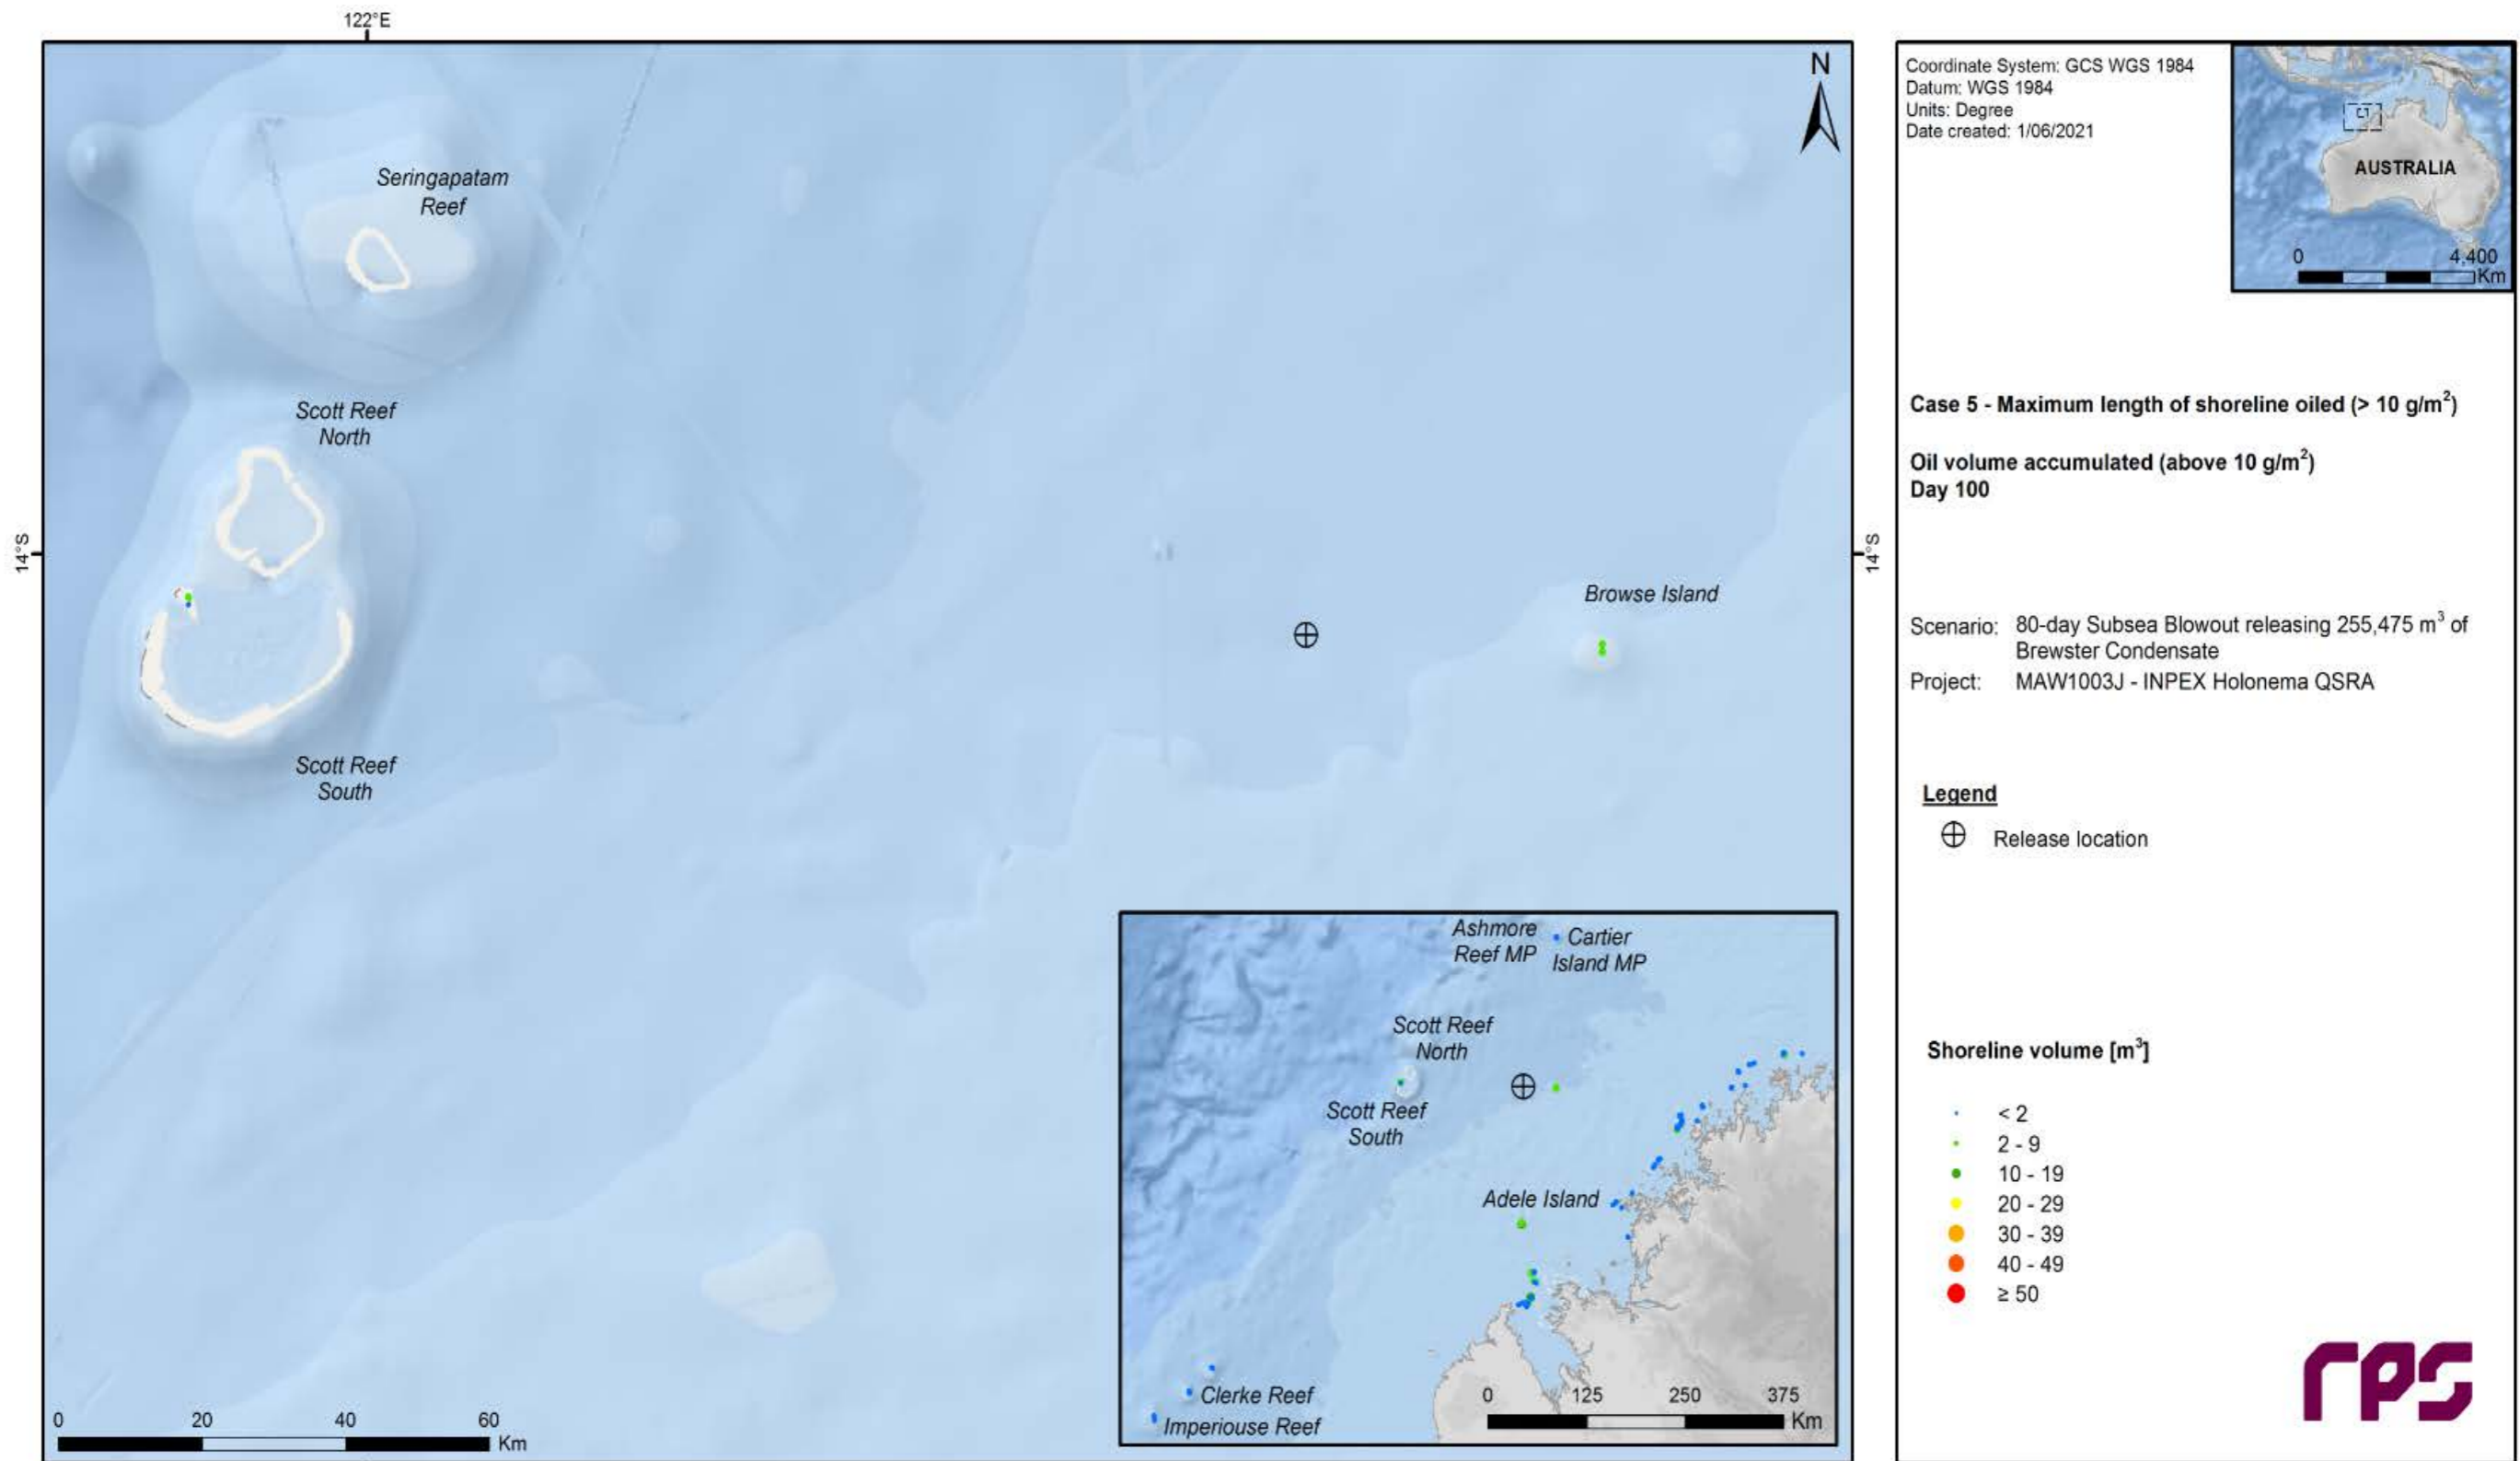 122°E
N
Seringapatam
Reef
Scott Reef
North
14°S
14°S
Browse Island
Scott Reef
South
Ashmore
Reef MP
Cartier
Island MP
Scott Reef
North
Scott Reef
South
Adele Island
Clerke Reef
Imperiouse Reef
0 125 250 375
Km
0 20 40 60
Km
Coordinate System: GCS WGS 1984
Datum: WGS 1984
Units: Degree
Date created: 1/06/2021
AUSTRALIA
0 4,400
Km
Case 5 - Maximum length of shoreline oiled (> 10 g/m²)
Oil volume accumulated (above 10 g/m²)
Day 100
Scenario: 80-day Subsea Blowout releasing 255,475 m³ of
Brewster Condensate
Project: MAW1003J - INPEX Holonema QSRA
Legend
Release location
Shoreline volume [m³]
< 2
2 - 9
10 - 19
20 - 29
30 - 39
40 - 49
≥ 50
rps